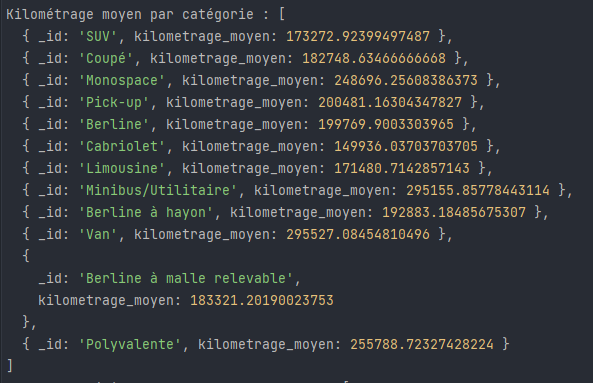 Kilométrage moyen par catégorie : [
  { _id: 'SUV', kilometrage_moyen: 173272.92399497487 },
  { _id: 'Coupé', kilometrage_moyen: 182748.63466666668 },
  { _id: 'Monospace', kilometrage_moyen: 248696.25608386373 },
  { _id: 'Pick-up', kilometrage_moyen: 200481.16304347827 },
  { _id: 'Berline', kilometrage_moyen: 199769.9003303965 },
  { _id: 'Cabriolet', kilometrage_moyen: 149936.03703703705 },
  { _id: 'Limousine', kilometrage_moyen: 171480.7142857143 },
  { _id: 'Minibus/Utilitaire', kilometrage_moyen: 295155.85778443114 },
  { _id: 'Berline à hayon', kilometrage_moyen: 192883.18485675307 },
  { _id: 'Van', kilometrage_moyen: 295527.08454810496 },
  {
    _id: 'Berline à malle relevable',
    kilometrage_moyen: 183321.20190023753
  },
  { _id: 'Polyvalente', kilometrage_moyen: 255788.72327428224 }
]